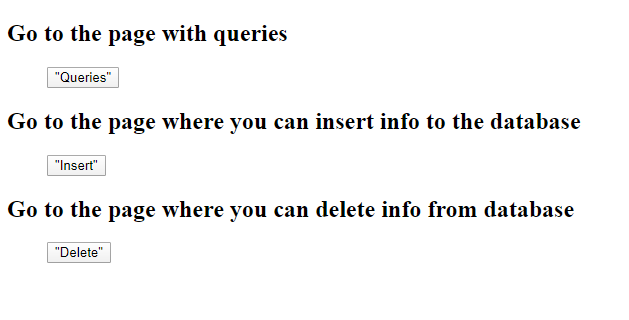 Go to the page with queries
"Queries"
Go to the page where you can insert info to the database
"Insert"
Go to the page where you can delete info from database
"Delete"